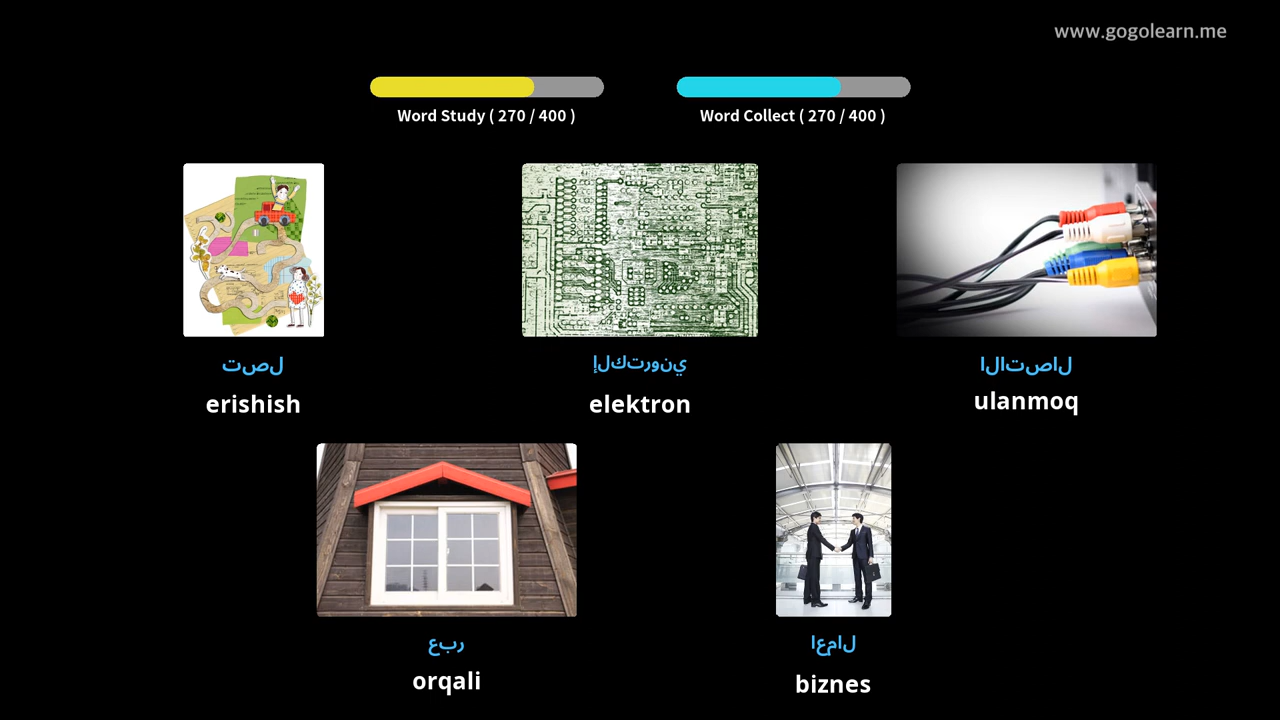 www.gogolearn.me
Word Study ( 270 / 400 )
Word Collect ( 270 / 400 )
تصل
إلكتروني
الاتصال
erishish
elektron
ulanmoq
عبر
اعمال
orqali
biznes